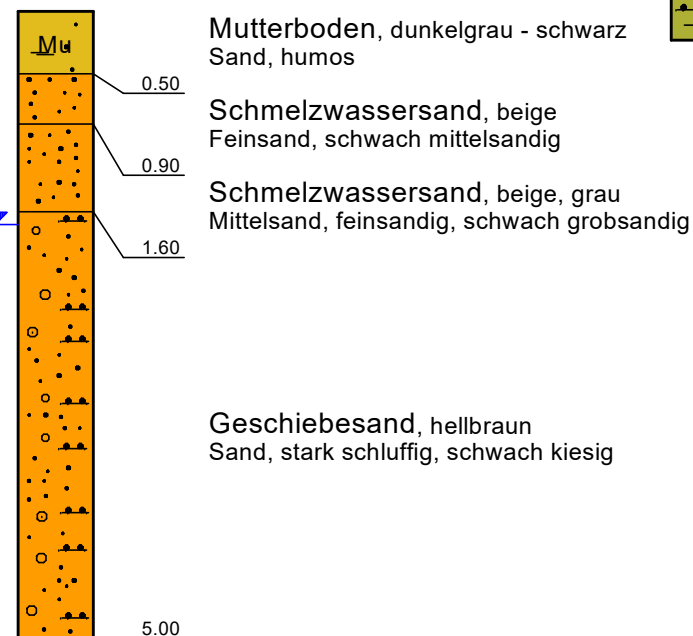 Mu
Mutterboden, dunkelgrau - schwarz
Sand, humos
0.50
Schmelzwassersand, beige
Feinsand, schwach mittelsandig
0.90
Schmelzwassersand, beige, grau
Mittelsand, feinsandig, schwach grobsandig
1.60
Geschiebesand, hellbraun
Sand, stark schluffig, schwach kiesig
5.00